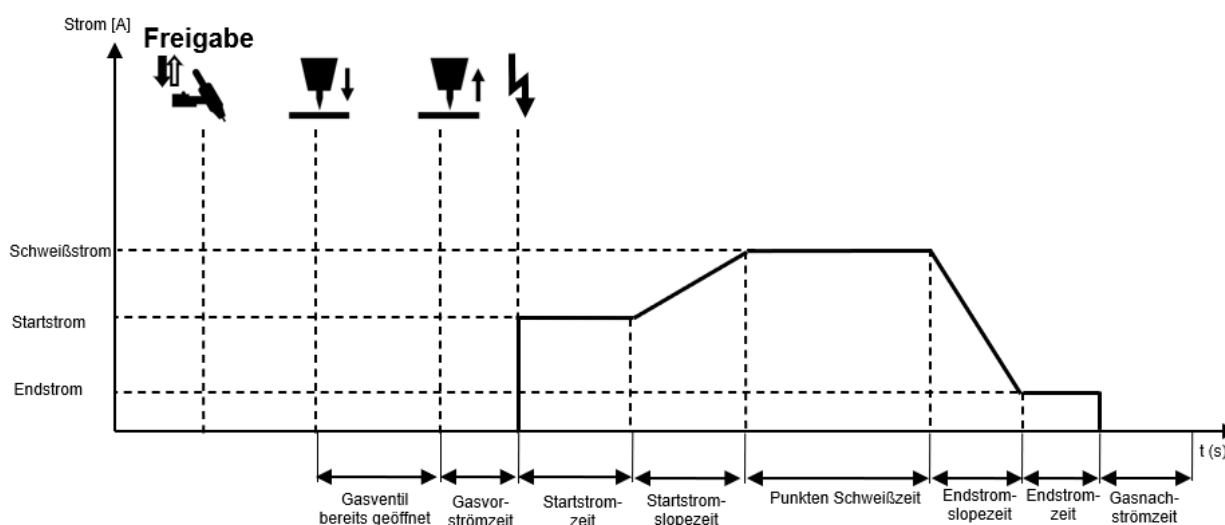 Strom [A]
Freigabe
Schweißstrom
Startstrom
Endstrom
t (s)
Gasventil
bereits geöffnet
Gasvor-
strömzeit
Startstrom-
zeit
Startstrom-
slopezeit
Punkten Schweißzeit
Endstrom-
slopezeit
Endstrom-
zeit
Gasnach-
strömzeit